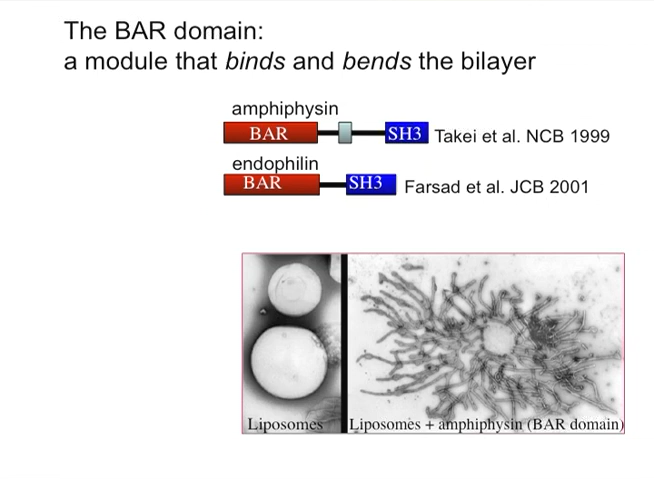 The BAR domain:
a module that binds and bends the bilayer
amphiphysin
BAR SH3 Takei et al. NCB 1999
endophilin
BAR SH3 Farsad et al. JCB 2001
Liposomes Liposomes + amphiphysin (BAR domain)